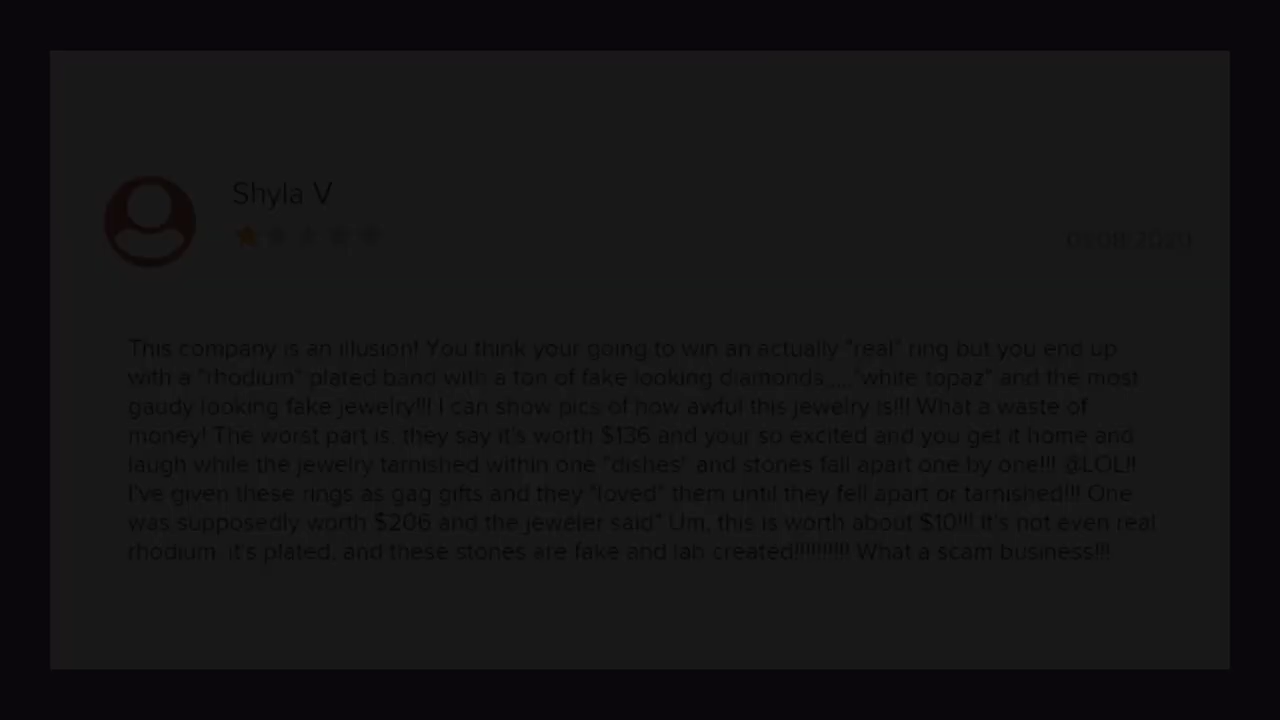 Shyla V
This company is an illusion! You think your going to win an actually "real" ring but you end up
with a "rhodium" plated band with a ton of fake looking diamonds,,,,,"white topaz" and the most
gaudy looking fake jewelry!!! I can show pics of how awful this jewelry is!!! What a waste of
money! The worst part is, they say it's worth $136 and your so excited and you get it home and
laugh while the jewelry tarnished within one "dishes" and stones fall apart one by one!!! @LOL!!
I've given these rings as gag gifts and they "loved" them until they fell apart or tarnished!!!! One
was supposedly worth $206 and the jeweler said" Um, this is worth about $10!!! It's not even real
rhodium, it's plated, and these stones are fake and lab created!!!!!!!!!! What a scam business!!!